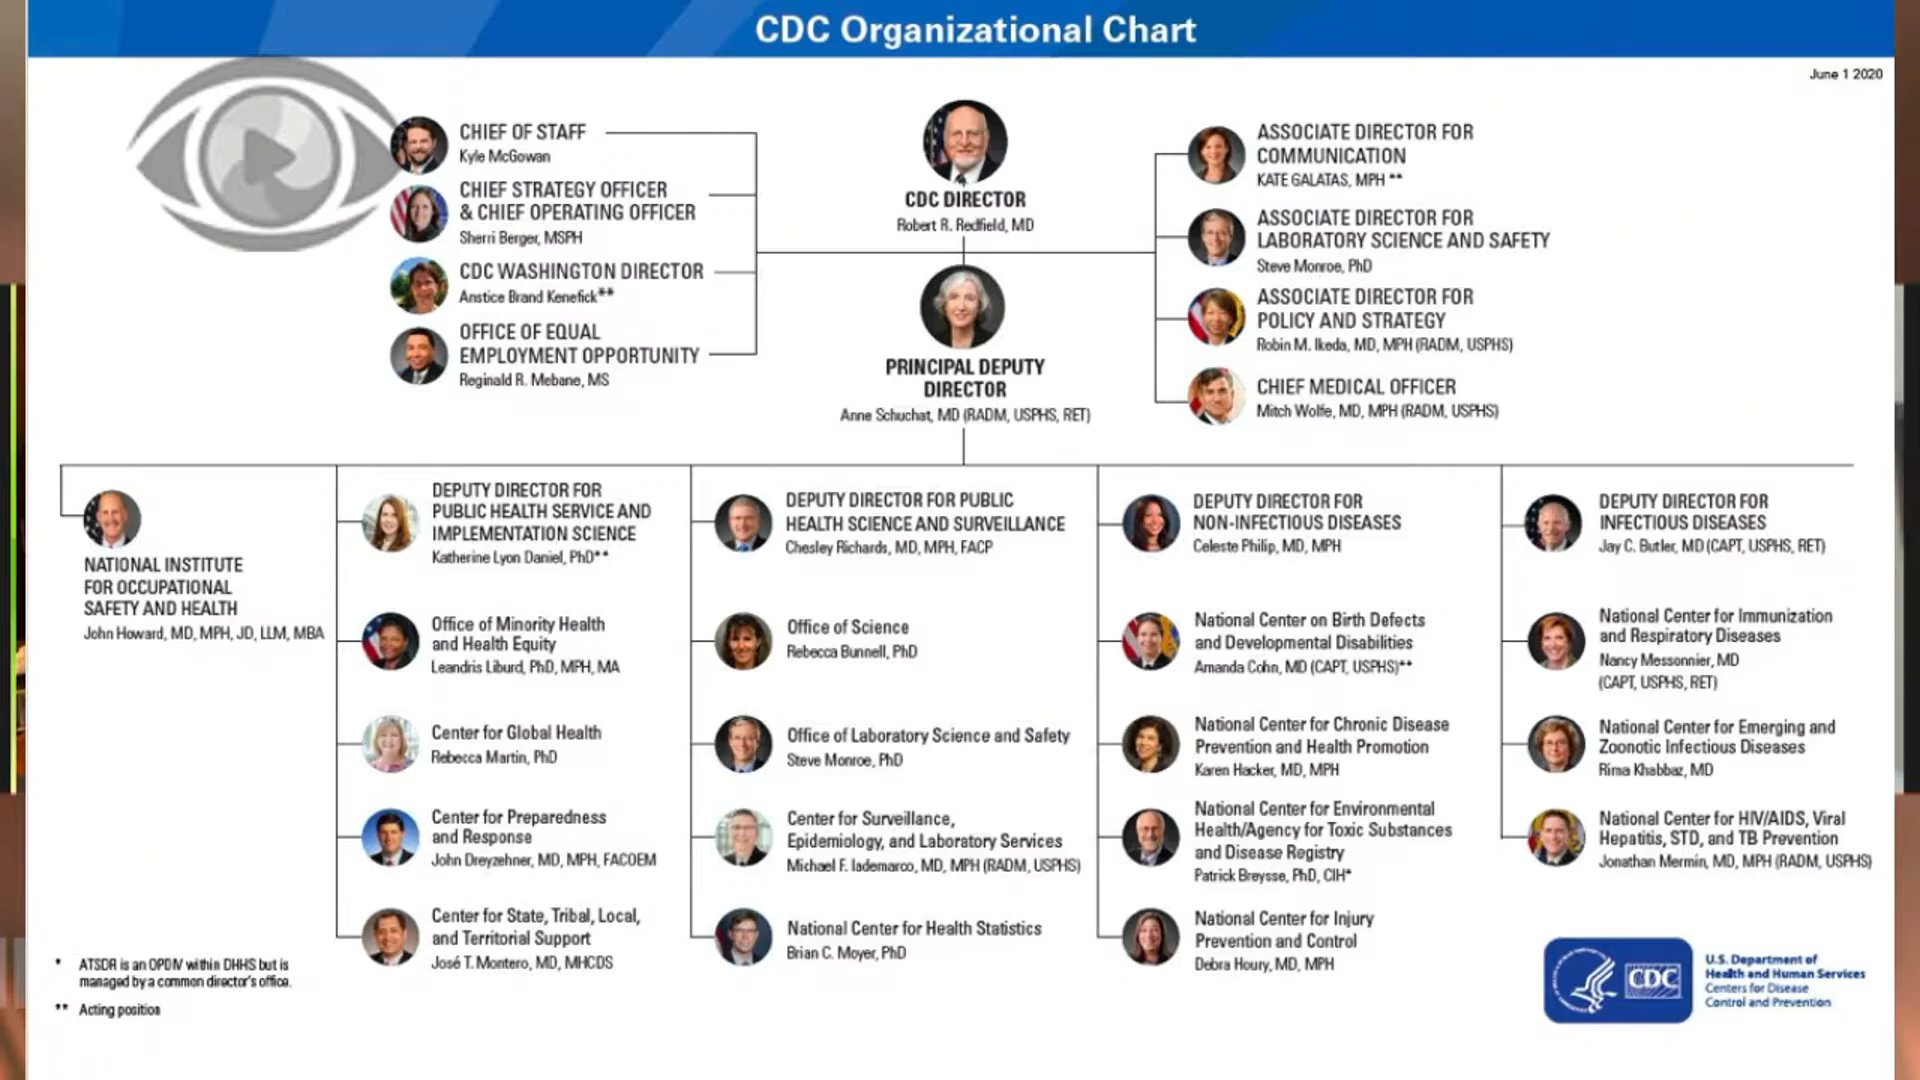 CDC Organizational Chart
June 1 2020
CHIEF OF STAFF
Kyle McGowan
CHIEF STRATEGY OFFICER
& CHIEF OPERATING OFFICER
Sherri Berger, MSPH
CDC WASHINGTON DIRECTOR
Anstice Brand Kenefick**
OFFICE OF EQUAL
EMPLOYMENT OPPORTUNITY
Reginald R. Mebane, MS
CDC DIRECTOR
Robert R. Redfield, MD
PRINCIPAL DEPUTY
DIRECTOR
Anne Schuchat, MD (RADM, USPHS, RET)
ASSOCIATE DIRECTOR FOR
COMMUNICATION
KATE GALATAS, MPH **
ASSOCIATE DIRECTOR FOR
LABORATORY SCIENCE AND SAFETY
Steve Monroe, PhD
ASSOCIATE DIRECTOR FOR
POLICY AND STRATEGY
Robin M. Ikeda, MD, MPH (RADM, USPHS)
CHIEF MEDICAL OFFICER
Mitch Wolfe, MD, MPH (RADM, USPHS)
NATIONAL INSTITUTE
FOR OCCUPATIONAL
SAFETY AND HEALTH
John Howard, MD, MPH, JD, LLM, MBA
DEPUTY DIRECTOR FOR
PUBLIC HEALTH SERVICE AND
IMPLEMENTATION SCIENCE
Katherine Lyon Daniel, PhD**
Office of Minority Health
and Health Equity
Leandris Liburd, PhD, MPH, MA
Center for Global Health
Rebecca Martin, PhD
Center for Preparedness
and Response
John Dreyzehner, MD, MPH, FACOEM
Center for State, Tribal, Local,
and Territorial Support
José T. Montero, MD, MHCDS
DEPUTY DIRECTOR FOR PUBLIC
HEALTH SCIENCE AND SURVEILLANCE
Chesley Richards, MD, MPH, FACP
Office of Science
Rebecca Bunnell, PhD
Office of Laboratory Science and Safety
Steve Monroe, PhD
Center for Surveillance,
Epidemiology, and Laboratory Services
Michael F. Iademarco, MD, MPH (RADM, USPHS)
National Center for Health Statistics
Brian C. Moyer, PhD
DEPUTY DIRECTOR FOR
NON-INFECTIOUS DISEASES
Celeste Philip, MD, MPH
National Center on Birth Defects
and Developmental Disabilities
Amanda Cohn, MD (CAPT, USPHS)**
National Center for Chronic Disease
Prevention and Health Promotion
Karen Hacker, MD, MPH
National Center for Environmental
Health/Agency for Toxic Substances
and Disease Registry
Patrick Breysse, PhD, CIH*
National Center for Injury
Prevention and Control
Debra Houry, MD, MPH
DEPUTY DIRECTOR FOR
INFECTIOUS DISEASES
Jay C. Butler, MD (CAPT, USPHS, RET)
National Center for Immunization
and Respiratory Diseases
Nancy Messonnier, MD
(CAPT, USPHS, RET)
National Center for Emerging and
Zoonotic Infectious Diseases
Rima Khabbaz, MD
National Center for HIV/AIDS, Viral
Hepatitis, STD, and TB Prevention
Jonathan Mermin, MD, MPH (RADM, USPHS)
* ATSDR is an OPDIV within DHHS but is
managed by a common director's office.
** Acting position
CDC
U.S. Department of
Health and Human Services
Centers for Disease
Control and Prevention